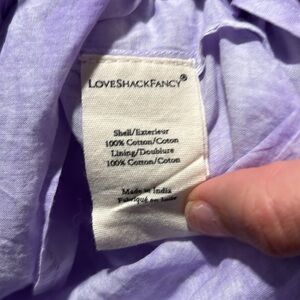 LOVESHACKFANCY®
Shell/Exterieur
100% Cotton/Coton
Lining/Doublure
100% Cotton/Coton
Made in India
Fabriqué en Inde